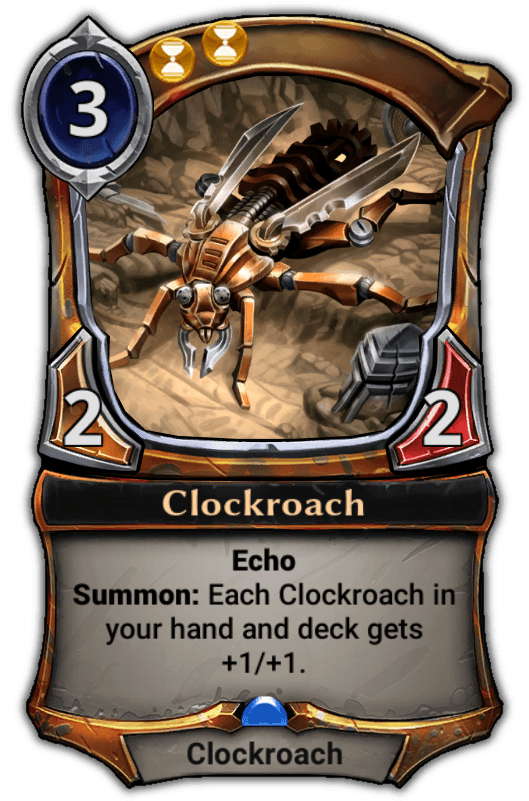 3
2
2
Clockroach
Echo
Summon: Each Clockroach in
your hand and deck gets
+1/+1.
Clockroach